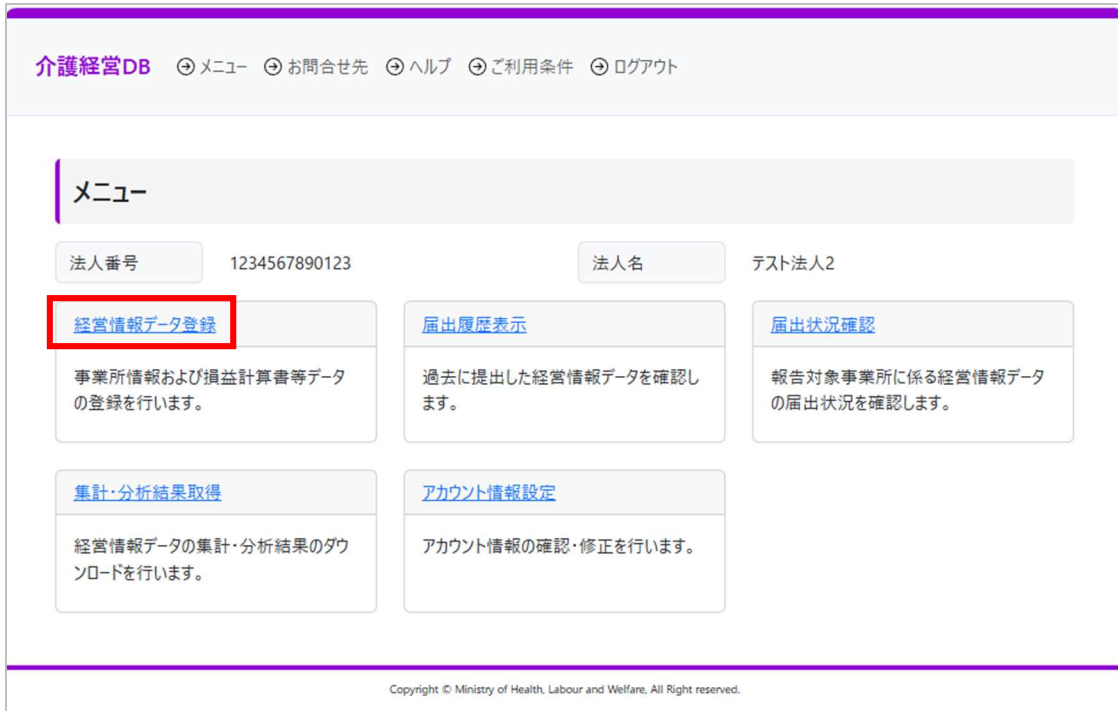 介護経営DB メニュー お問合せ先 ヘルプ ご利用条件 ログアウト
メニュー
法人番号 1234567890123 法人名 テスト法人2
経営情報データ登録
事業所情報および損益計算書等データ
の登録を行います。
届出履歴表示
過去に提出した経営情報データを確認し
ます。
届出状況確認
報告対象事業所に係る経営情報データ
の届出状況を確認します。
集計・分析結果取得
経営情報データの集計・分析結果のダウ
ンロードを行います。
アカウント情報設定
アカウント情報の確認・修正を行います。
Copyright © Ministry of Health, Labour and Welfare, All Right reserved.